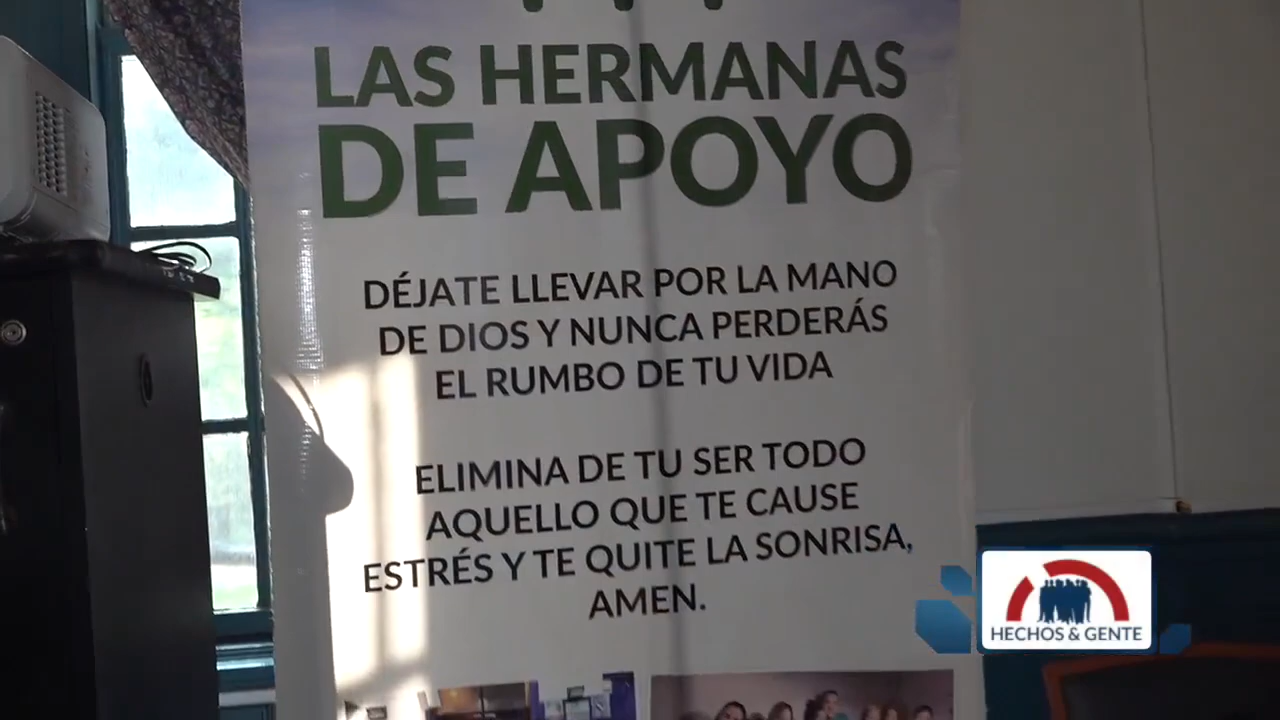 LAS HERMANAS
DE APOYO
DÉJATE LLEVAR POR LA MANO
DE DIOS Y NUNCA PERDERÁS
EL RUMBO DE TU VIDA
ELIMINA DE TU SER TODO
AQUELLO QUE TE CAUSE
ESTRÉS Y TE QUITE LA SONRISA,
AMEN.
HECHOS & GENTE